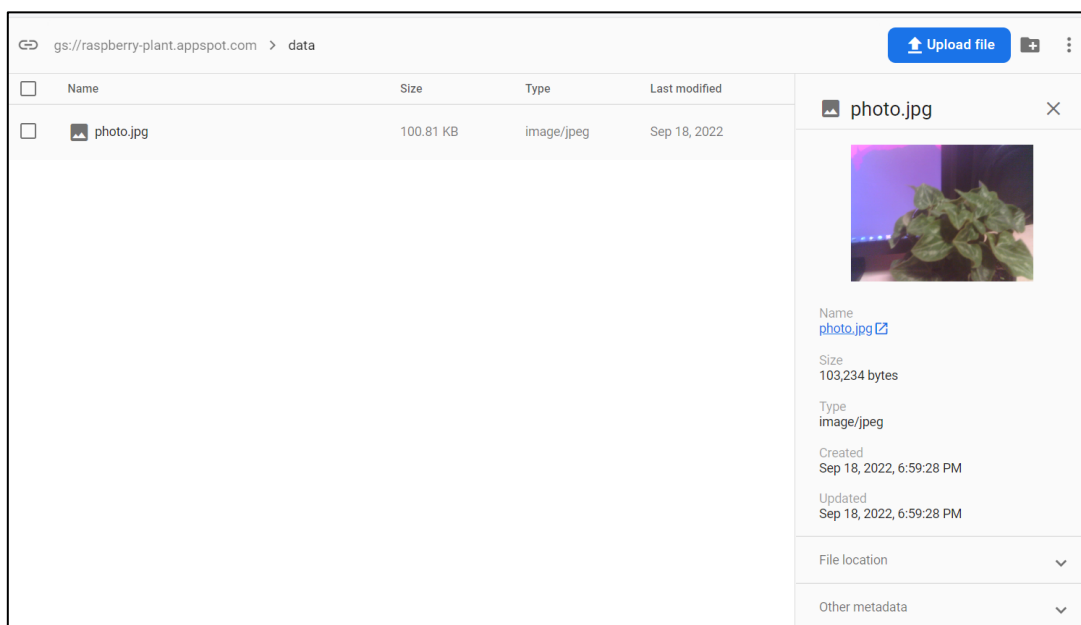 gs://raspberry-plant.appspot.com > data
Upload file
Name Size Type Last modified
photo.jpg 100.81 KB image/jpeg Sep 18, 2022
photo.jpg
Name
photo.jpg
Size
103,234 bytes
Type
image/jpeg
Created
Sep 18, 2022, 6:59:28 PM
Updated
Sep 18, 2022, 6:59:28 PM
File location
Other metadata